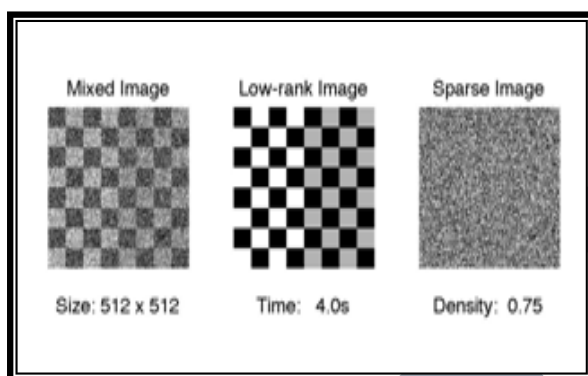 Mixed Image
Low-rank Image
Sparse Image
Size: 512 x 512
Time: 4.0s
Density: 0.75